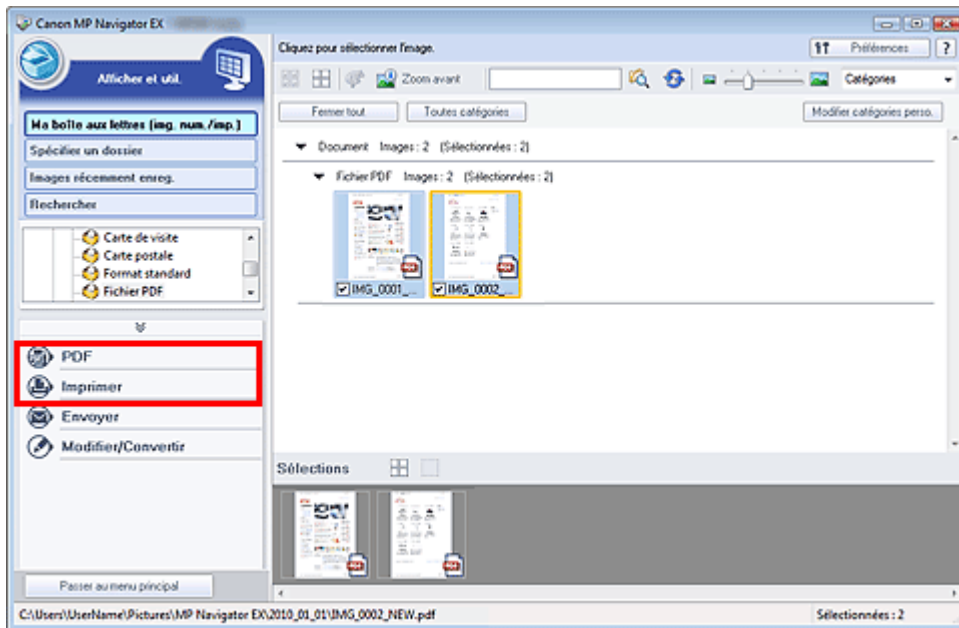 Canon MP Navigator EX
Cliquez pour sélectionner l'image.
Préférences
?
Afficher et util.
Zoom avant
Catégories
Fermer tout
Toutes catégories
Modifier catégories perso.
Ma boîte aux lettres (img. num./imp.)
Spécifier un dossier
Images récemment enreg.
Rechercher
Document Images : 2 (Sélectionnées : 2)
Fichier PDF Images : 2 (Sélectionnées : 2)
Carte de visite
Carte postale
Format standard
Fichier PDF
IMG_0001_...
IMG_0002_...
PDF
Imprimer
Envoyer
Modifier/Convertir
Sélections
Passer au menu principal
C:\Users\UserName\Pictures\MP Navigator EX\2010_01_01\IMG_0002_NEW.pdf
Sélectionnées : 2